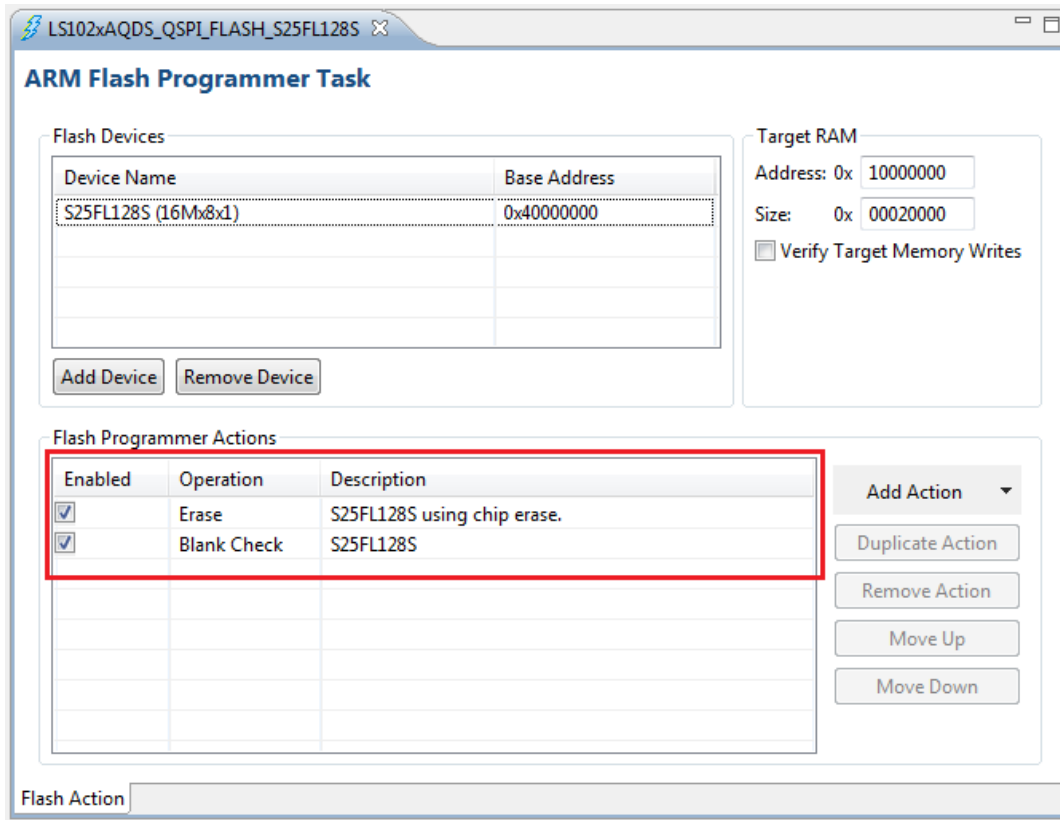 LS102xAQDS_QSPI_FLASH_S25FL128S
ARM Flash Programmer Task
Flash Devices
Device Name Base Address
S25FL128S (16Mx8x1) 0x40000000
Add Device Remove Device
Target RAM
Address: 0x 10000000
Size: 0x 00020000
Verify Target Memory Writes
Flash Programmer Actions
Enabled Operation Description
Erase S25FL128S using chip erase.
Blank Check S25FL128S
Add Action
Duplicate Action
Remove Action
Move Up
Move Down
Flash Action